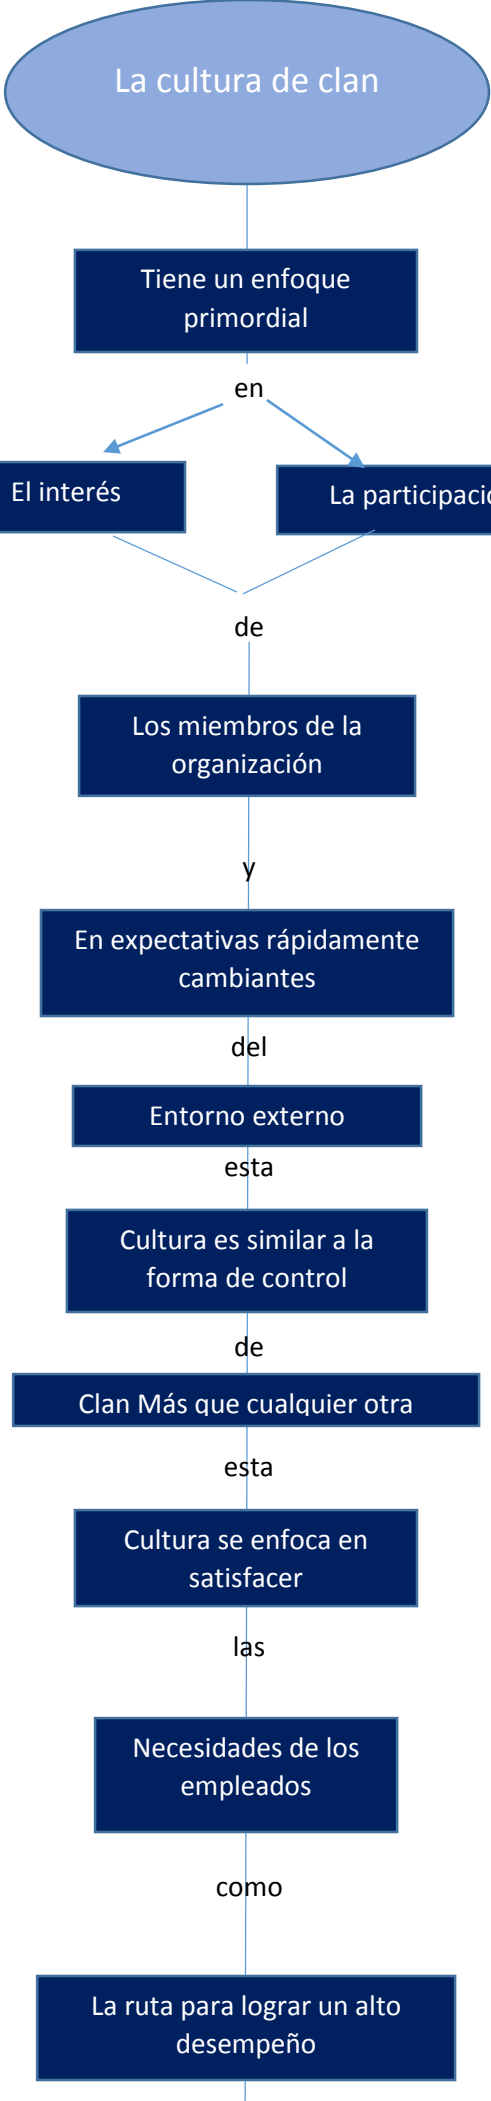 La cultura de clan
Tiene un enfoque
primordial
en
El interés
La participació
de
Los miembros de la
organización
y
En expectativas rápidamente
cambiantes
del
Entorno externo
esta
Cultura es similar a la
forma de control
de
Clan Más que cualquier otra
esta
Cultura se enfoca en
satisfacer
las
Necesidades de los
empleados
como
La ruta para lograr un alto
desempeño